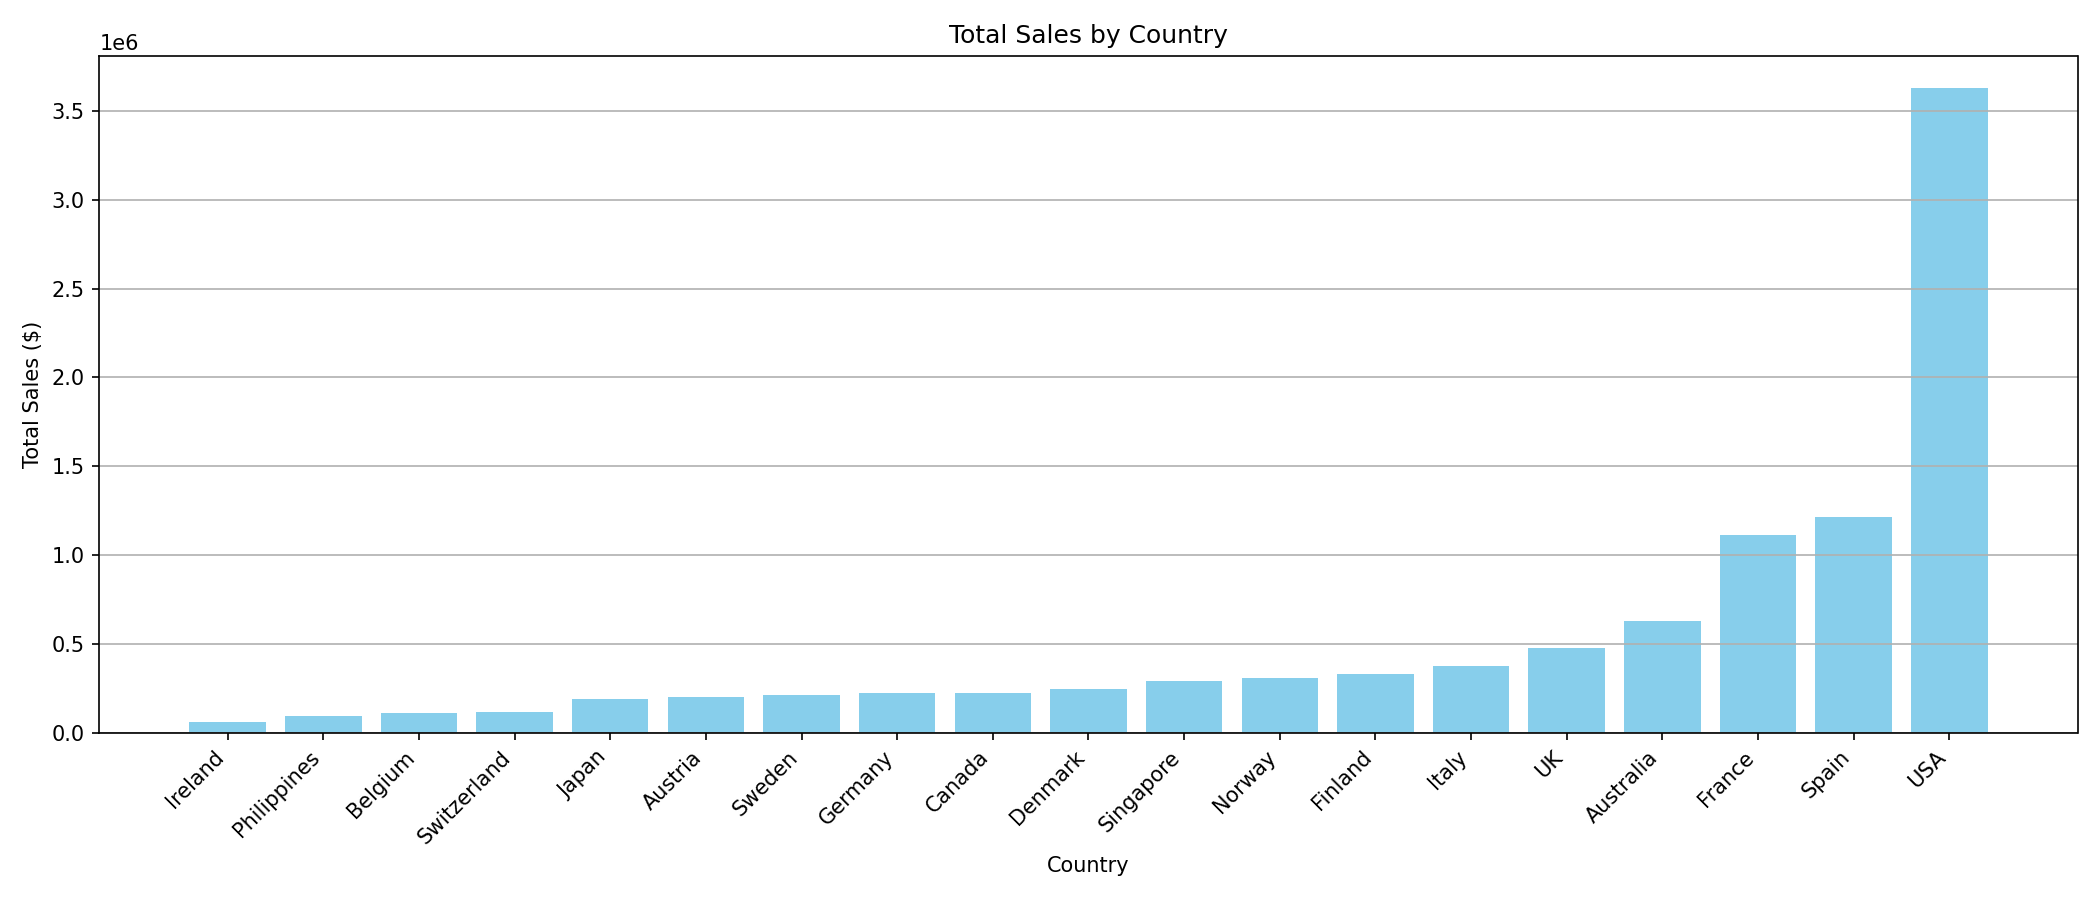 Total Sales by Country
1e6
3.5
3.0
2.5
2.0
1.5
1.0
0.5
0.0
Total Sales ($)
Ireland
Philippines
Belgium
Switzerland
Japan
Austria
Sweden
Germany
Canada
Denmark
Singapore
Norway
Finland
Italy
UK
Australia
France
Spain
USA
Country